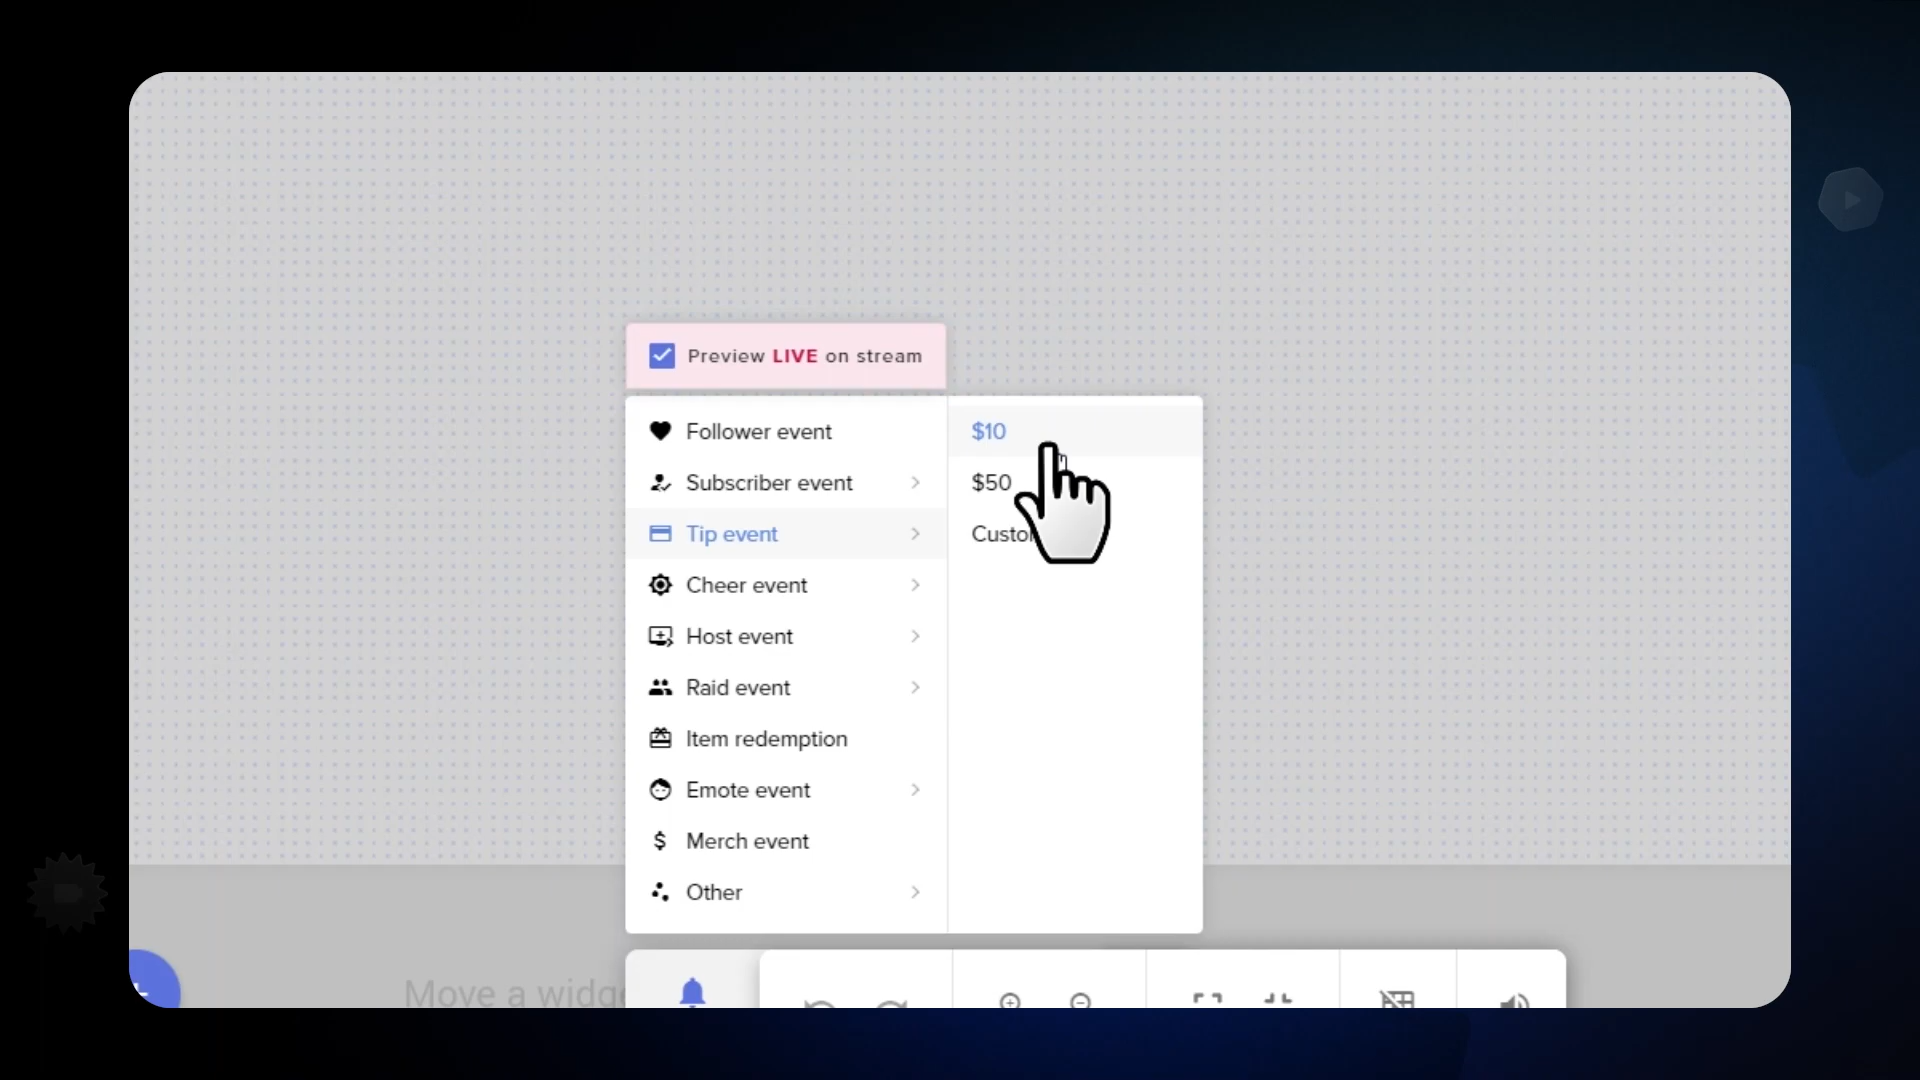 Preview LIVE on stream
Follower event
Subscriber event
Tip event
Cheer event
Host event
Raid event
Item redemption
Emote event
Merch event
Other
$10
$50
Move a